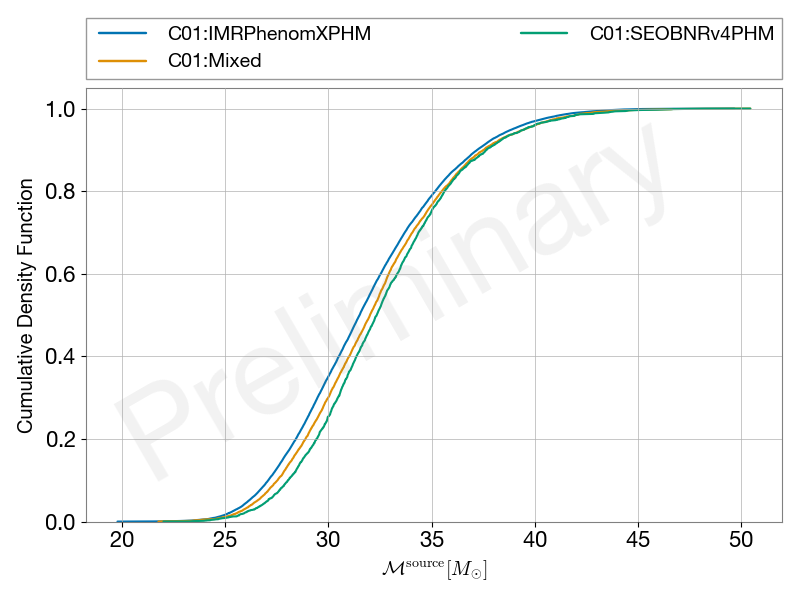 C01:IMRPhenomXPHM
C01:Mixed
C01:SEOBNRv4PHM
Cumulative Density Function
1.0
0.8
0.6
0.4
0.2
0.0
Preliminary
20 25 30 35 40 45 50
ℳ^source [M_⊙]